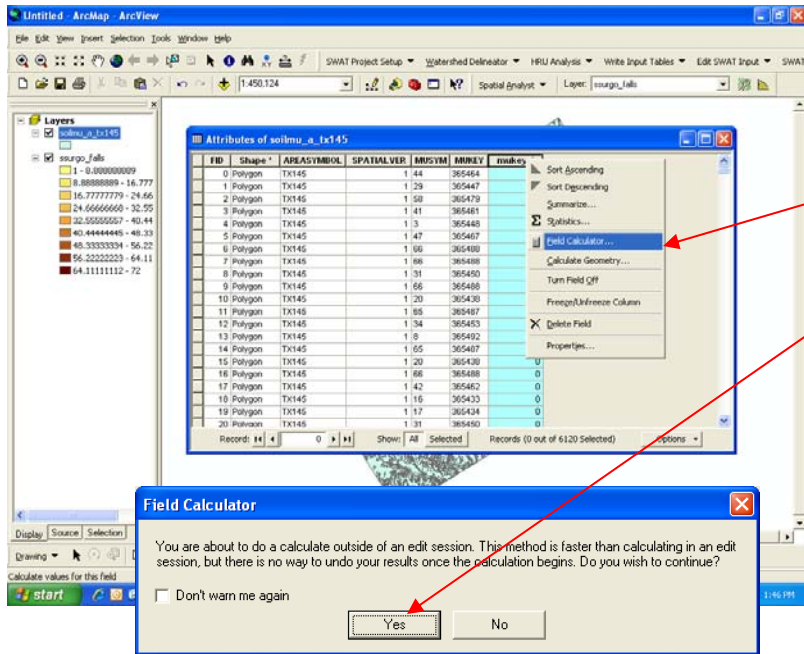 Untitled - ArcMap - ArcView
File Edit View Insert Selection Tools Window Help
SWAT Project Setup Watershed Delineator HRU Analysis Write Input Tables Edit SWAT Input SWAT
1:450,124 Spatial Analyst Layer: ssurgo_falls
Layers
soilmu_a_tx145
ssurgo_falls
1 - 8.888888889
8.88888889 - 16.777
16.77777779 - 24.66
24.66666668 - 32.55
32.55555557 - 40.44
40.44444445 - 48.33
48.33333334 - 56.22
56.22222223 - 64.11
64.11111112 - 72
Attributes of soilmu_a_tx145
FID Shape * AREASYMBOL SPATIALVER MUSYM MUKEY mukey
0 Polygon TX145 1 44 365464
1 Polygon TX145 1 29 365447
2 Polygon TX145 1 58 365479
3 Polygon TX145 1 41 365461
4 Polygon TX145 1 3 365448
5 Polygon TX145 1 47 365467
6 Polygon TX145 1 66 365488
7 Polygon TX145 1 66 365488
8 Polygon TX145 1 31 365450
9 Polygon TX145 1 66 365488
10 Polygon TX145 1 20 365438
11 Polygon TX145 1 65 365487
12 Polygon TX145 1 34 365453
13 Polygon TX145 1 8 365492
14 Polygon TX145 1 65 365487
15 Polygon TX145 1 20 365438 0
16 Polygon TX145 1 66 365488 0
17 Polygon TX145 1 42 365462 0
18 Polygon TX145 1 16 365433 0
19 Polygon TX145 1 17 365434 0
20 Polygon TX145 1 31 365450 0
Sort Ascending
Sort Descending
Summarize...
Σ Statistics...
Field Calculator...
Calculate Geometry...
Turn Field Off
Freeze/Unfreeze Column
Delete Field
Properties...
Record: 0 Show: All Selected Records (0 out of 6120 Selected) Options
Display Source Selection
Drawing
Calculate values for this field
start
1:46 PM
Field Calculator
You are about to do a calculate outside of an edit session. This method is faster than calculating in an edit
session, but there is no way to undo your results once the calculation begins. Do you wish to continue?
Don't warn me again
Yes No